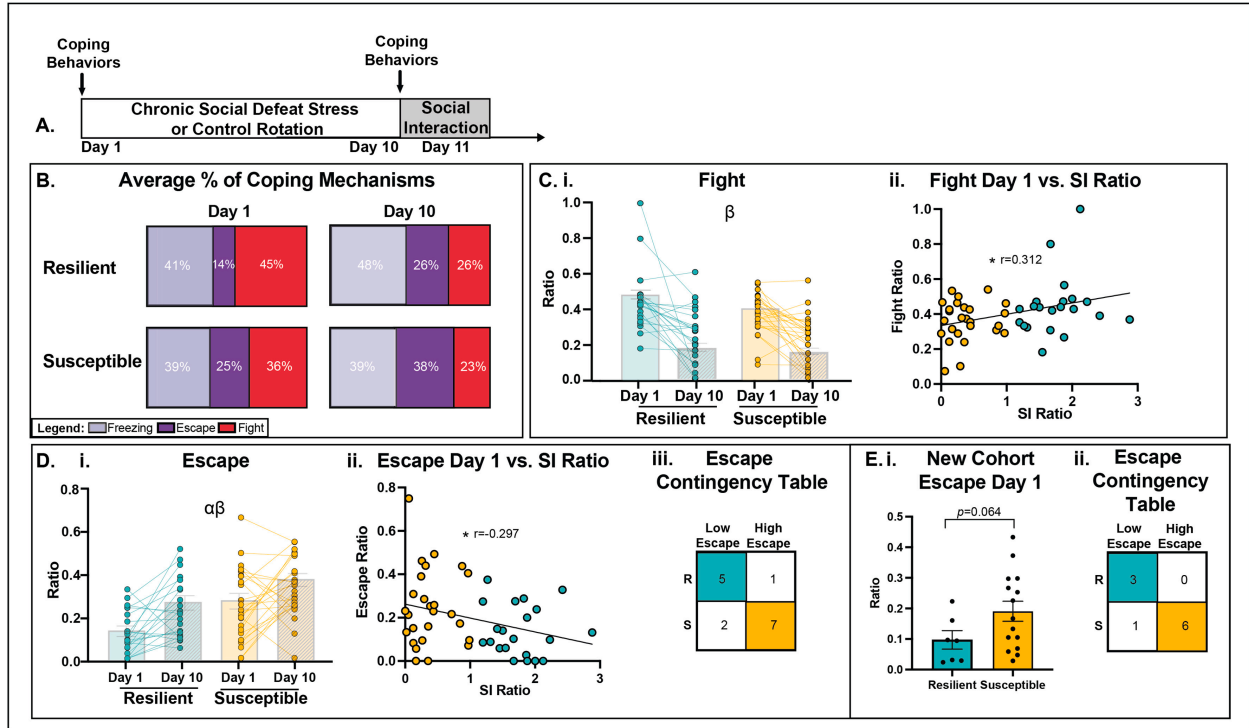 Coping
Behaviors
Coping
Behaviors
A.
Chronic Social Defeat Stress
or Control Rotation
Social
Interaction
Day 1
Day 10
Day 11
B.
Average % of Coping Mechanisms
Day 1
Day 10
Resilient
41%
14%
45%
48%
26%
26%
Susceptible
39%
25%
36%
39%
38%
23%
Legend:
Freezing
Escape
Fight
C. i.
Fight
β
Ratio
1.0
0.8
0.6
0.4
0.2
0.0
Day 1
Day 10
Day 1
Day 10
Resilient
Susceptible
ii.
Fight Day 1 vs. SI Ratio
* r=0.312
Fight Ratio
1.0
0.8
0.6
0.4
0.2
0.0
0
1
2
3
SI Ratio
D.
i.
Escape
αβ
Ratio
0.8
0.6
0.4
0.2
0.0
Day 1
Day 10
Day 1
Day 10
Resilient
Susceptible
ii.
Escape Day 1 vs. SI Ratio
* r=-0.297
Escape Ratio
0.8
0.6
0.4
0.2
0.0
0
1
2
3
SI Ratio
iii.
Escape
Contingency Table
Low
Escape
High
Escape
R
5
1
S
2
7
E. i.
New Cohort
Escape Day 1
p=0.064
Ratio
0.5
0.4
0.3
0.2
0.1
0.0
Resilient
Susceptible
ii.
Escape
Contingency
Table
Low
Escape
High
Escape
R
3
0
S
1
6